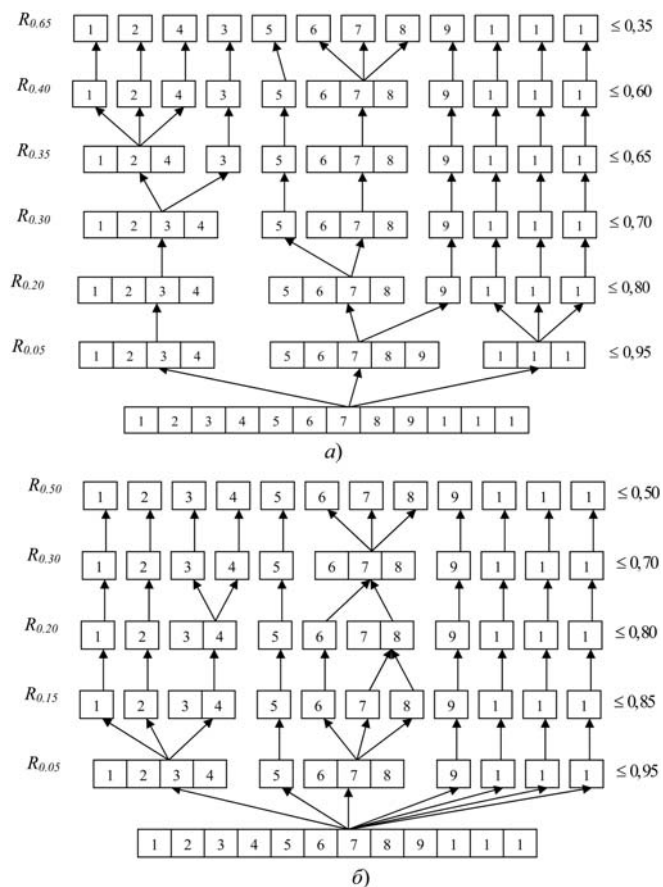 R0.65 1 2 4 3 5 6 7 8 9 1 1 1 ≤ 0,35
R0.40 1 2 4 3 5 6 7 8 9 1 1 1 ≤ 0,60
R0.35 1 2 4 3 5 6 7 8 9 1 1 1 ≤ 0,65
R0.30 1 2 3 4 5 6 7 8 9 1 1 1 ≤ 0,70
R0.20 1 2 3 4 5 6 7 8 9 1 1 1 ≤ 0,80
R0.05 1 2 3 4 5 6 7 8 9 1 1 1 ≤ 0,95
1 2 3 4 5 6 7 8 9 1 1 1
а)
R0.50 1 2 3 4 5 6 7 8 9 1 1 1 ≤ 0,50
R0.30 1 2 3 4 5 6 7 8 9 1 1 1 ≤ 0,70
R0.20 1 2 3 4 5 6 7 8 9 1 1 1 ≤ 0,80
R0.15 1 2 3 4 5 6 7 8 9 1 1 1 ≤ 0,85
R0.05 1 2 3 4 5 6 7 8 9 1 1 1 ≤ 0,95
1 2 3 4 5 6 7 8 9 1 1 1
б)